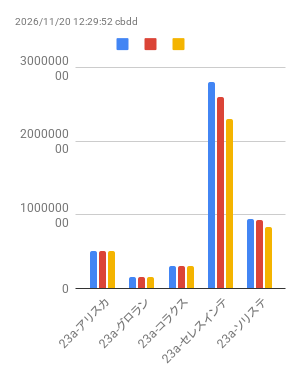 2026/11/20 12:29:52 cbdd
3000000
00
2000000
00
1000000
00
0
23a-アリスカ
23a-グロラン
23a-コラクス
23a-セレスインテ
23a-ソリステ